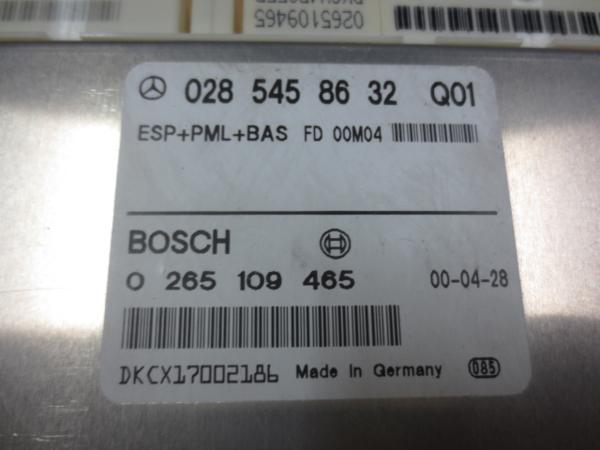 0265109465
028 545 86 32 Q01
ESP+PML+BAS FD 00M04
BOSCH
0 265 109 465 00-04-28
DKCX17002186 Made In Germany 085